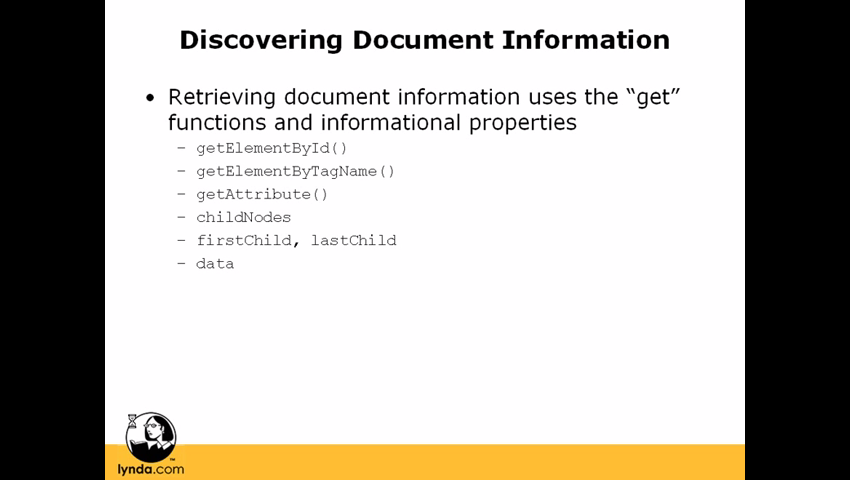 Discovering Document Information
• Retrieving document information uses the “get”
functions and informational properties
– getElementById()
– getElementByTagName()
– getAttribute()
– childNodes
– firstChild, lastChild
– data
lynda.com
™